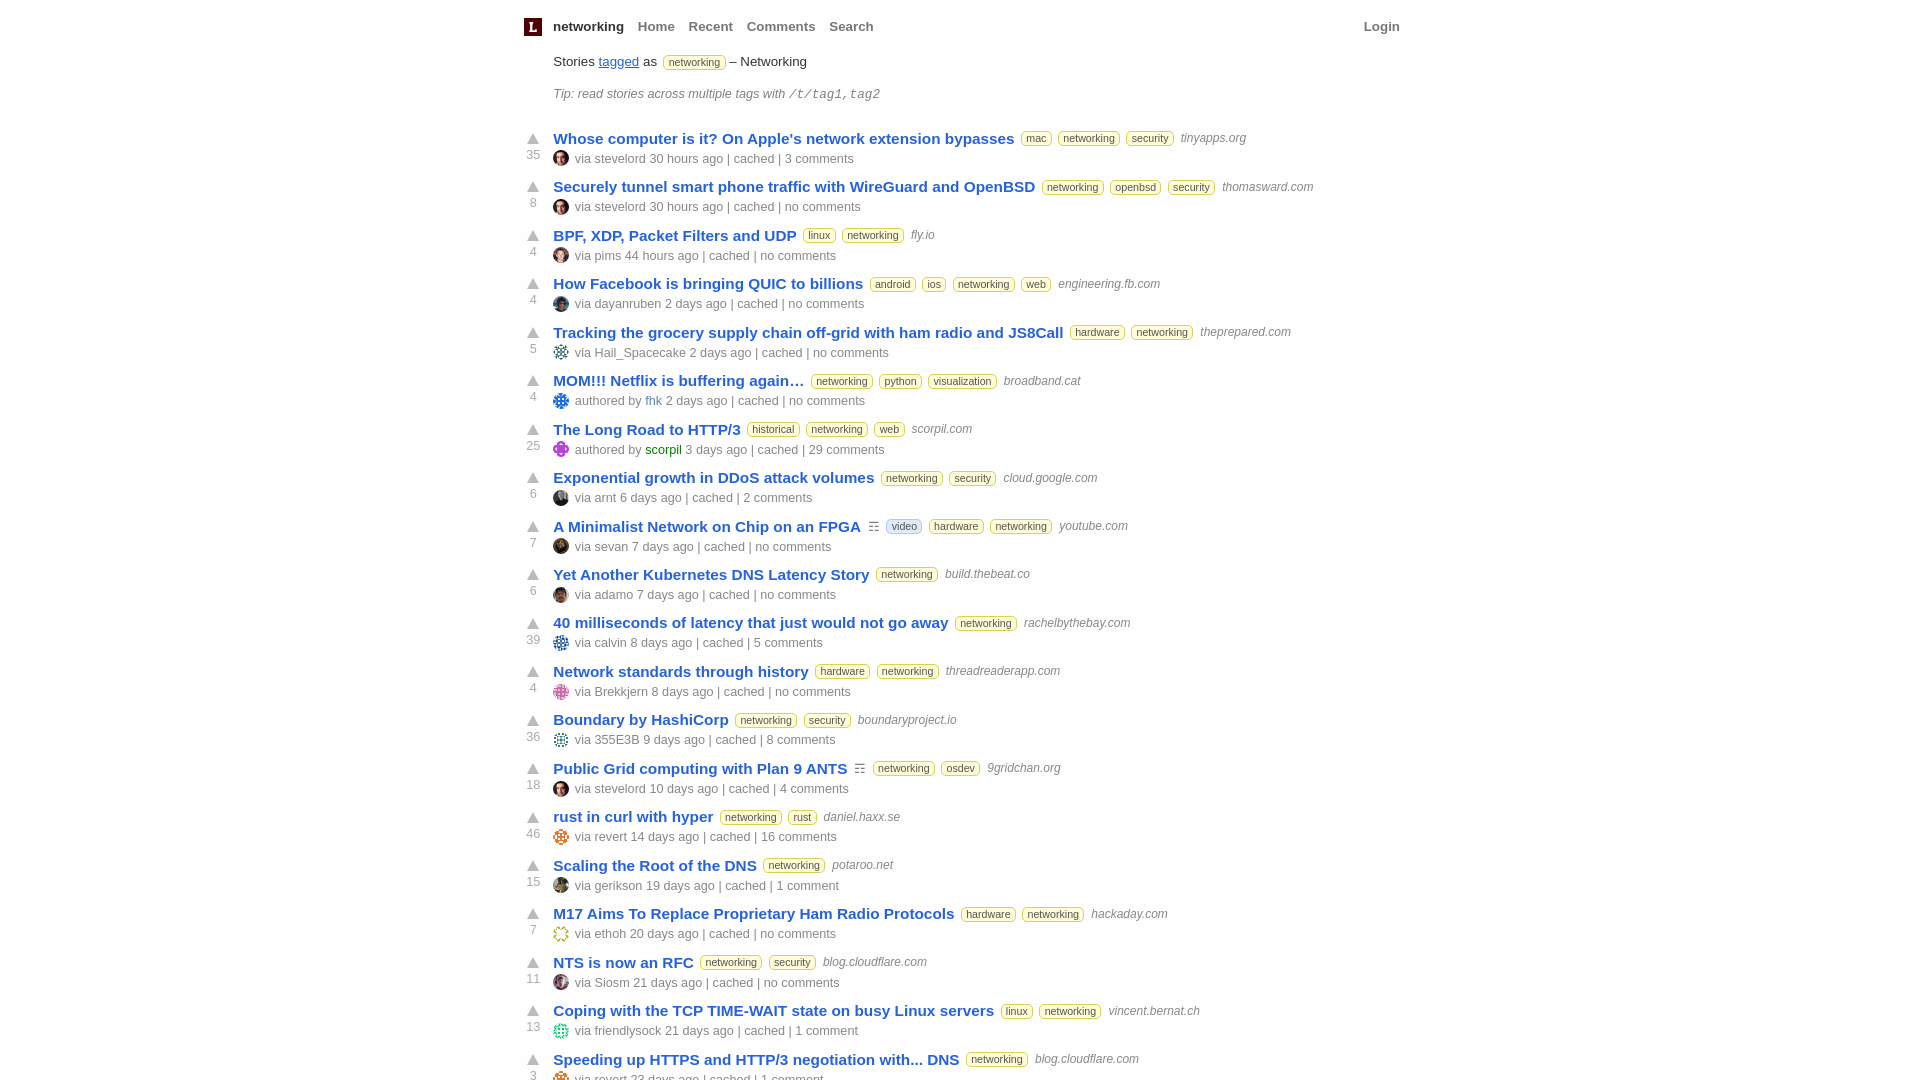 L networking Home Recent Comments Search Login
Stories tagged as networking – Networking
Tip: read stories across multiple tags with /t/tag1,tag2
Whose computer is it? On Apple's network extension bypasses mac networking security tinyapps.org
35 via stevelord 30 hours ago | cached | 3 comments
Securely tunnel smart phone traffic with WireGuard and OpenBSD networking openbsd security thomasward.com
8 via stevelord 30 hours ago | cached | no comments
BPF, XDP, Packet Filters and UDP linux networking fly.io
4 via pims 44 hours ago | cached | no comments
How Facebook is bringing QUIC to billions android ios networking web engineering.fb.com
4 via dayanruben 2 days ago | cached | no comments
Tracking the grocery supply chain off-grid with ham radio and JS8Call hardware networking theprepared.com
5 via Hail_Spacecake 2 days ago | cached | no comments
MOM!!! Netflix is buffering again… networking python visualization broadband.cat
4 authored by fhk 2 days ago | cached | no comments
The Long Road to HTTP/3 historical networking web scorpil.com
25 authored by scorpil 3 days ago | cached | 29 comments
Exponential growth in DDoS attack volumes networking security cloud.google.com
6 via arnt 6 days ago | cached | 2 comments
A Minimalist Network on Chip on an FPGA ☶ video hardware networking youtube.com
7 via sevan 7 days ago | cached | no comments
Yet Another Kubernetes DNS Latency Story networking build.thebeat.co
6 via adamo 7 days ago | cached | no comments
40 milliseconds of latency that just would not go away networking rachelbythebay.com
39 via calvin 8 days ago | cached | 5 comments
Network standards through history hardware networking threadreaderapp.com
4 via Brekkjern 8 days ago | cached | no comments
Boundary by HashiCorp networking security boundaryproject.io
36 via 355E3B 9 days ago | cached | 8 comments
Public Grid computing with Plan 9 ANTS ☶ networking osdev 9gridchan.org
18 via stevelord 10 days ago | cached | 4 comments
rust in curl with hyper networking rust daniel.haxx.se
46 via revert 14 days ago | cached | 16 comments
Scaling the Root of the DNS networking potaroo.net
15 via gerikson 19 days ago | cached | 1 comment
M17 Aims To Replace Proprietary Ham Radio Protocols hardware networking hackaday.com
7 via ethoh 20 days ago | cached | no comments
NTS is now an RFC networking security blog.cloudflare.com
11 via Siosm 21 days ago | cached | no comments
Coping with the TCP TIME-WAIT state on busy Linux servers linux networking vincent.bernat.ch
13 via friendlysock 21 days ago | cached | 1 comment
Speeding up HTTPS and HTTP/3 negotiation with... DNS networking blog.cloudflare.com
3 via revert 23 days ago | cached | 1 comment